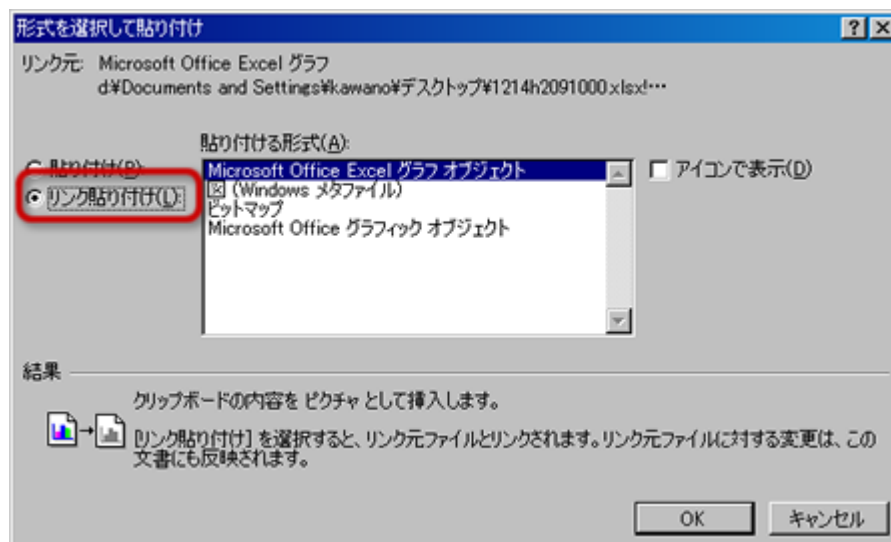 形式を選択して貼り付け
リンク元: Microsoft Office Excel グラフ
d¥Documents and Settings¥kawano¥デスクトップ¥1214h2091000.xlsx!…
貼り付ける形式(A):
貼り付け(P):
リンク貼り付け(L):
Microsoft Office Excel グラフ オブジェクト
図 (Windows メタファイル)
ビットマップ
Microsoft Office グラフィック オブジェクト
アイコンで表示(D)
結果
クリップボードの内容を ピクチャ として挿入します。
[リンク貼り付け] を選択すると、リンク元ファイルとリンクされます。リンク元ファイルに対する変更は、この
文書にも反映されます。
OK
キャンセル